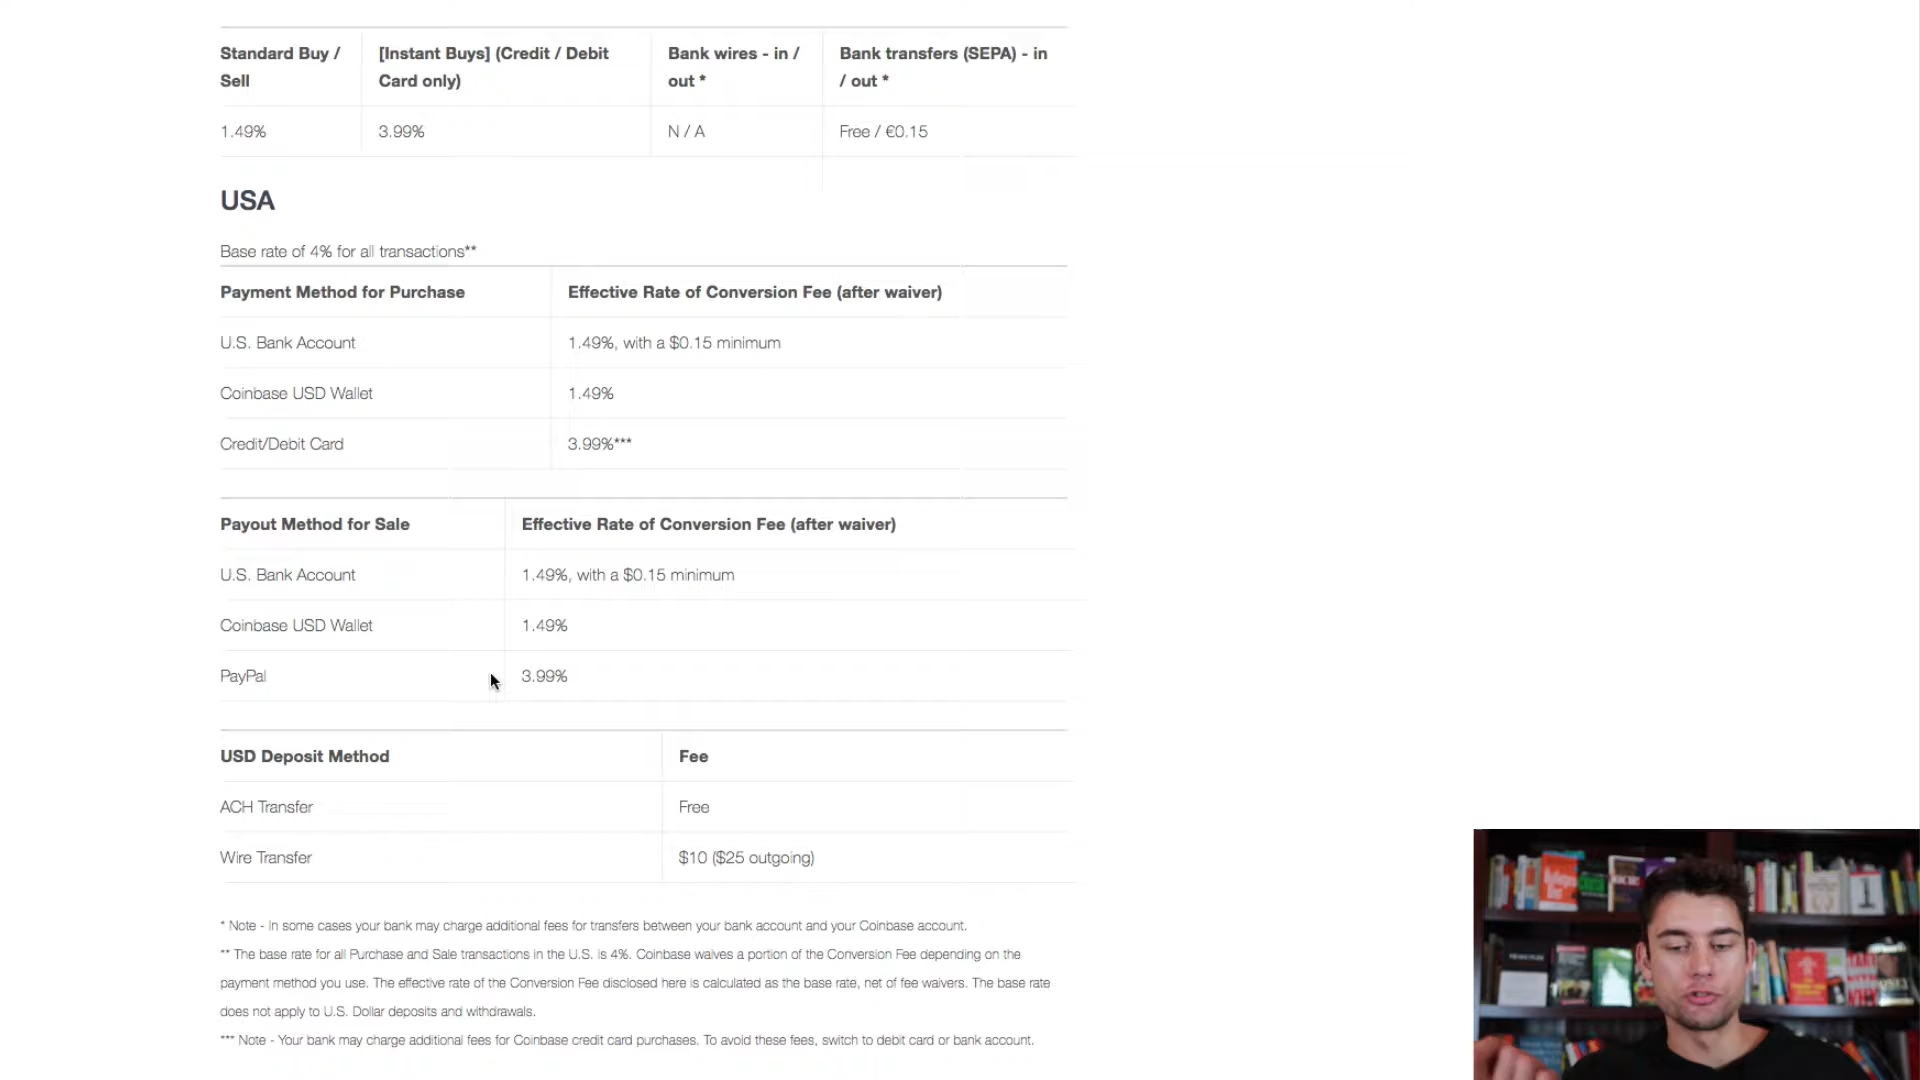 Standard Buy /
Sell
[Instant Buys] (Credit / Debit
Card only)
Bank wires - in /
out *
Bank transfers (SEPA) - in
/ out *
1.49%
3.99%
N / A
Free / €0.15
USA
Base rate of 4% for all transactions**
Payment Method for Purchase
Effective Rate of Conversion Fee (after waiver)
U.S. Bank Account
1.49%, with a $0.15 minimum
Coinbase USD Wallet
1.49%
Credit/Debit Card
3.99%***
Payout Method for Sale
Effective Rate of Conversion Fee (after waiver)
U.S. Bank Account
1.49%, with a $0.15 minimum
Coinbase USD Wallet
1.49%
PayPal
3.99%
USD Deposit Method
Fee
ACH Transfer
Free
Wire Transfer
$10 ($25 outgoing)
* Note - In some cases your bank may charge additional fees for transfers between your bank account and your Coinbase account.
** The base rate for all Purchase and Sale transactions in the U.S. is 4%. Coinbase waives a portion of the Conversion Fee depending on the
payment method you use. The effective rate of the Conversion Fee disclosed here is calculated as the base rate, net of fee waivers. The base rate
does not apply to U.S. Dollar deposits and withdrawals.
*** Note - Your bank may charge additional fees for Coinbase credit card purchases. To avoid these fees, switch to debit card or bank account.